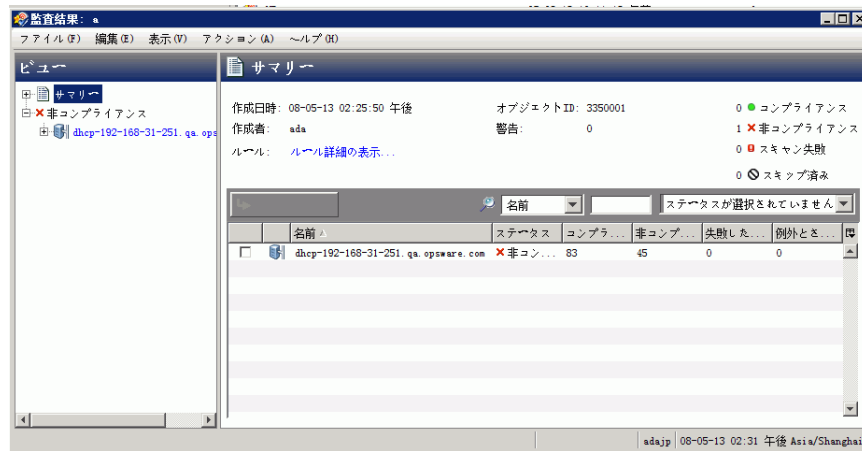 監査結果: a
ファイル(F) 編集(E) 表示(V) アクション(A) ヘルプ(H)
ビュー
サマリー
非コンプライアンス
dhcp-192-168-31-251.qa.ops
サマリー
作成日時: 08-05-13 02:25:50 午後 オブジェクトID: 3350001 0 コンプライアンス
作成者: ada 警告: 0 1 非コンプライアンス
ルール: ルール詳細の表示... 0 スキャン失敗
0 スキップ済み
名前 ステータスが選択されていません
名前 ステータス コンプラ... 非コンプ... 失敗した... 例外とさ...
dhcp-192-168-31-251.qa.opsware.com 非コン... 83 45 0 0
adajp 08-05-13 02:31 午後 Asia/Shanghai